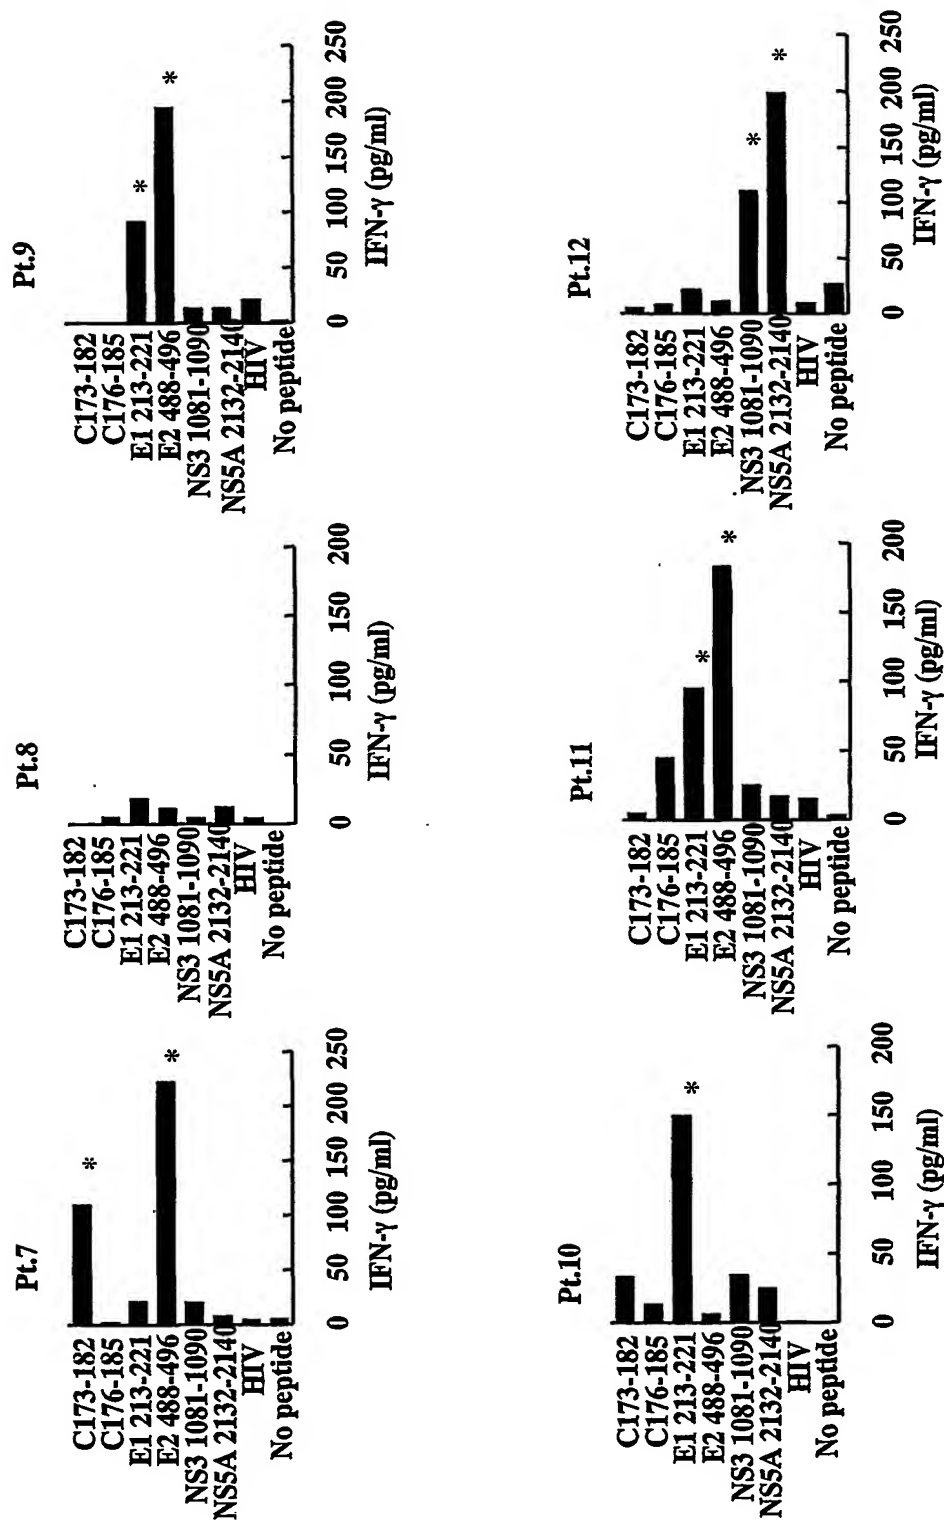 Pt.7
C173-182
C176-185
E1 213-221
E2 488-496
NS3 1081-1090
NS5A 2132-2140
HIV
No peptide
*
*
0 50 100 150 200 250
IFN-γ (pg/ml)
Pt.8
C173-182
C176-185
E1 213-221
E2 488-496
NS3 1081-1090
NS5A 2132-2140
HIV
No peptide
0 50 100 150 200
IFN-γ (pg/ml)
Pt.9
C173-182
C176-185
E1 213-221
E2 488-496
NS3 1081-1090
NS5A 2132-2140
HIV
No peptide
*
*
0 50 100 150 200 250
IFN-γ (pg/ml)
Pt.10
C173-182
C176-185
E1 213-221
E2 488-496
NS3 1081-1090
NS5A 2132-2140
HIV
No peptide
*
0 50 100 150 200
IFN-γ (pg/ml)
Pt.11
C173-182
C176-185
E1 213-221
E2 488-496
NS3 1081-1090
NS5A 2132-2140
HIV
No peptide
*
*
0 50 100 150 200
IFN-γ (pg/ml)
Pt.12
C173-182
C176-185
E1 213-221
E2 488-496
NS3 1081-1090
NS5A 2132-2140
HIV
No peptide
*
*
0 50 100 150 200 250
IFN-γ (pg/ml)